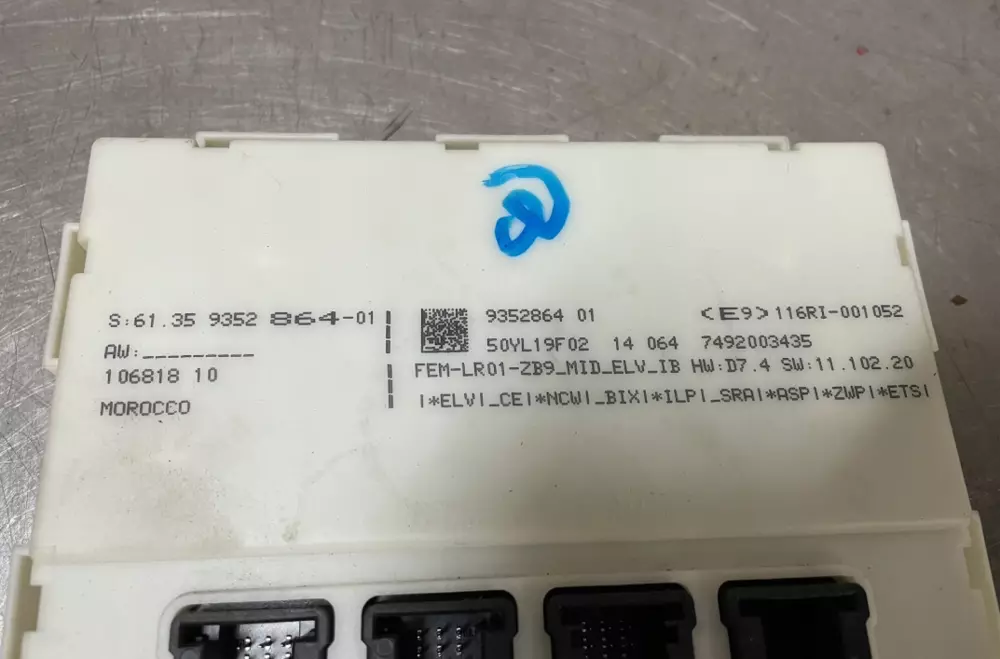 S:61.35 9352 864-01
AW:_________
106818 10
MOROCCO
9352864 01 <E9>116RI-001052
50YL19F02 14 064 7492003435
FEM-LR01-ZB9_MID_ELV_IB HW:D7.4 SW:11.102.20
|*ELV|_CE|*NCW|_BIX|*ILP|_SRA|*ASP|*ZWP|*ETS|